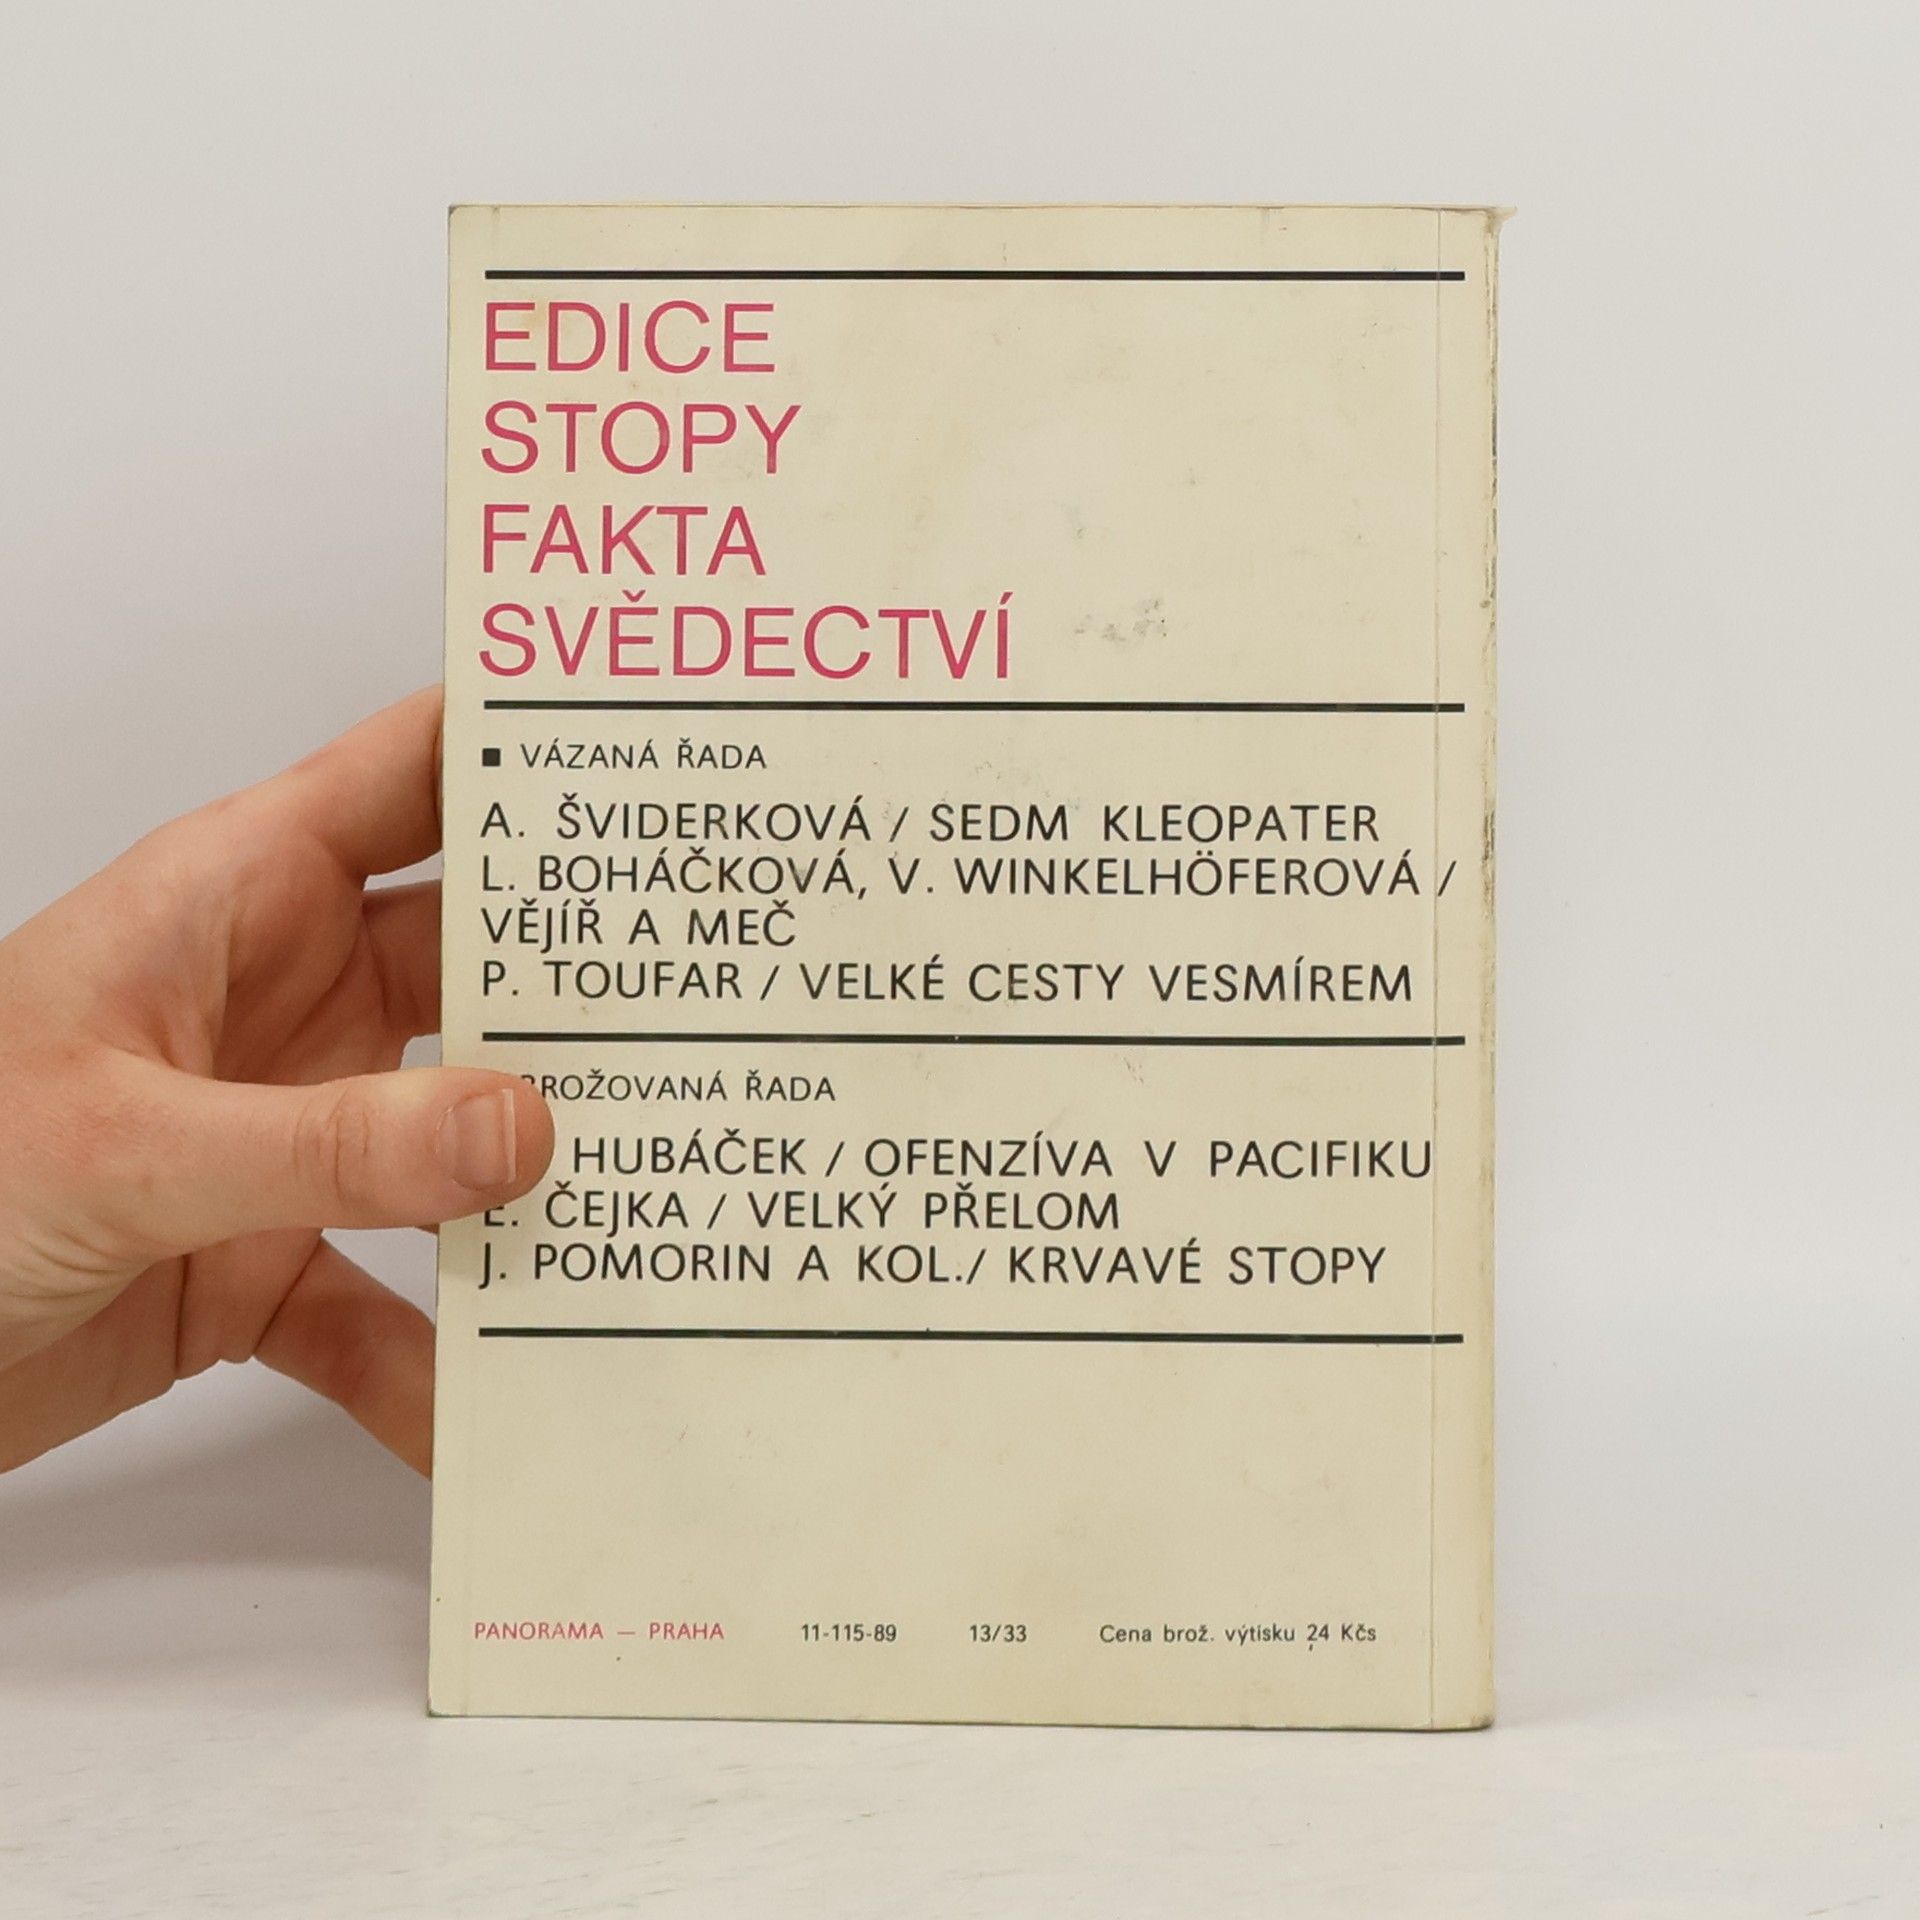 EDICE
STOPY
FAKTA
SVĚDECTVÍ
■ VÁZANÁ ŘADA
A. ŠVIDERKOVÁ / SEDM KLEOPATER
L. BOHÁČKOVÁ, V. WINKELHÖFEROVÁ /
VĚJÍŘ A MEČ
P. TOUFAR / VELKÉ CESTY VESMÍREM
BROŽOVANÁ ŘADA
HUBÁČEK / OFENZÍVA V PACIFIKU
E. ČEJKA / VELKÝ PŘELOM
J. POMORIN A KOL./ KRVAVÉ STOPY
PANORAMA — PRAHA 11-115-89 13/33 Cena brož. výtisku 24 Kčs